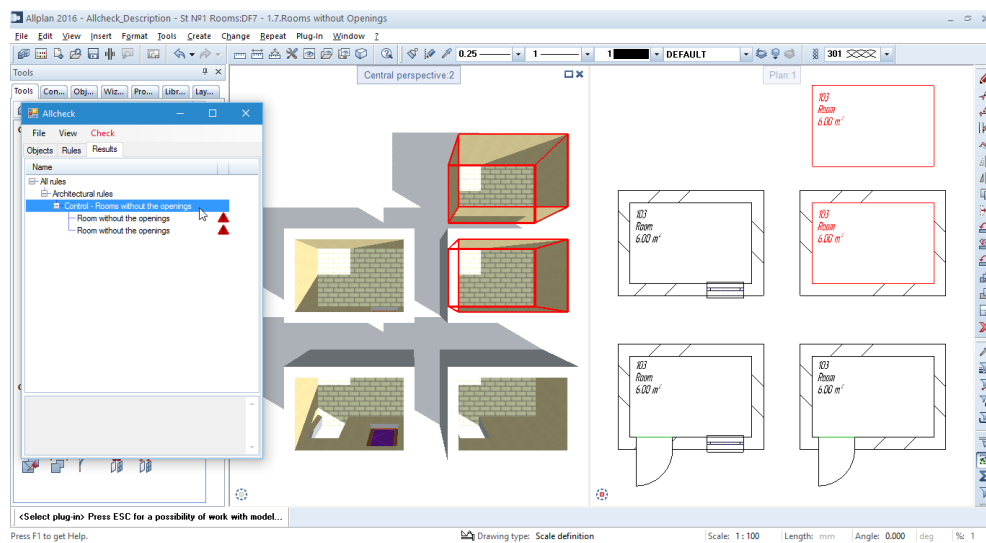 Allplan 2016 - Allcheck_Description - St №1 Rooms:DF7 - 1.7.Rooms without Openings
File Edit View Insert Format Tools Create Change Repeat Plug-in Window ?
0.25 1 1 DEFAULT 301
Tools
Tools Con... Obj... Wiz... Pro... Libr... Lay...
Central perspective:2
Plan:1
Allcheck
File View Check
Objects Rules Results
Name
All rules
Architectural rules
Control - Rooms without the openings
Room without the openings
Room without the openings
103
Room
6.00 m²
103
Room
6.00 m²
103
Room
6.00 m²
103
Room
6.00 m²
103
Room
6.00 m²
<Select plug-in> Press ESC for a possibility of work with model...
Press F1 to get Help.
Drawing type: Scale definition
Scale: 1:100
Length: mm
Angle: 0.000 deg
%: 1